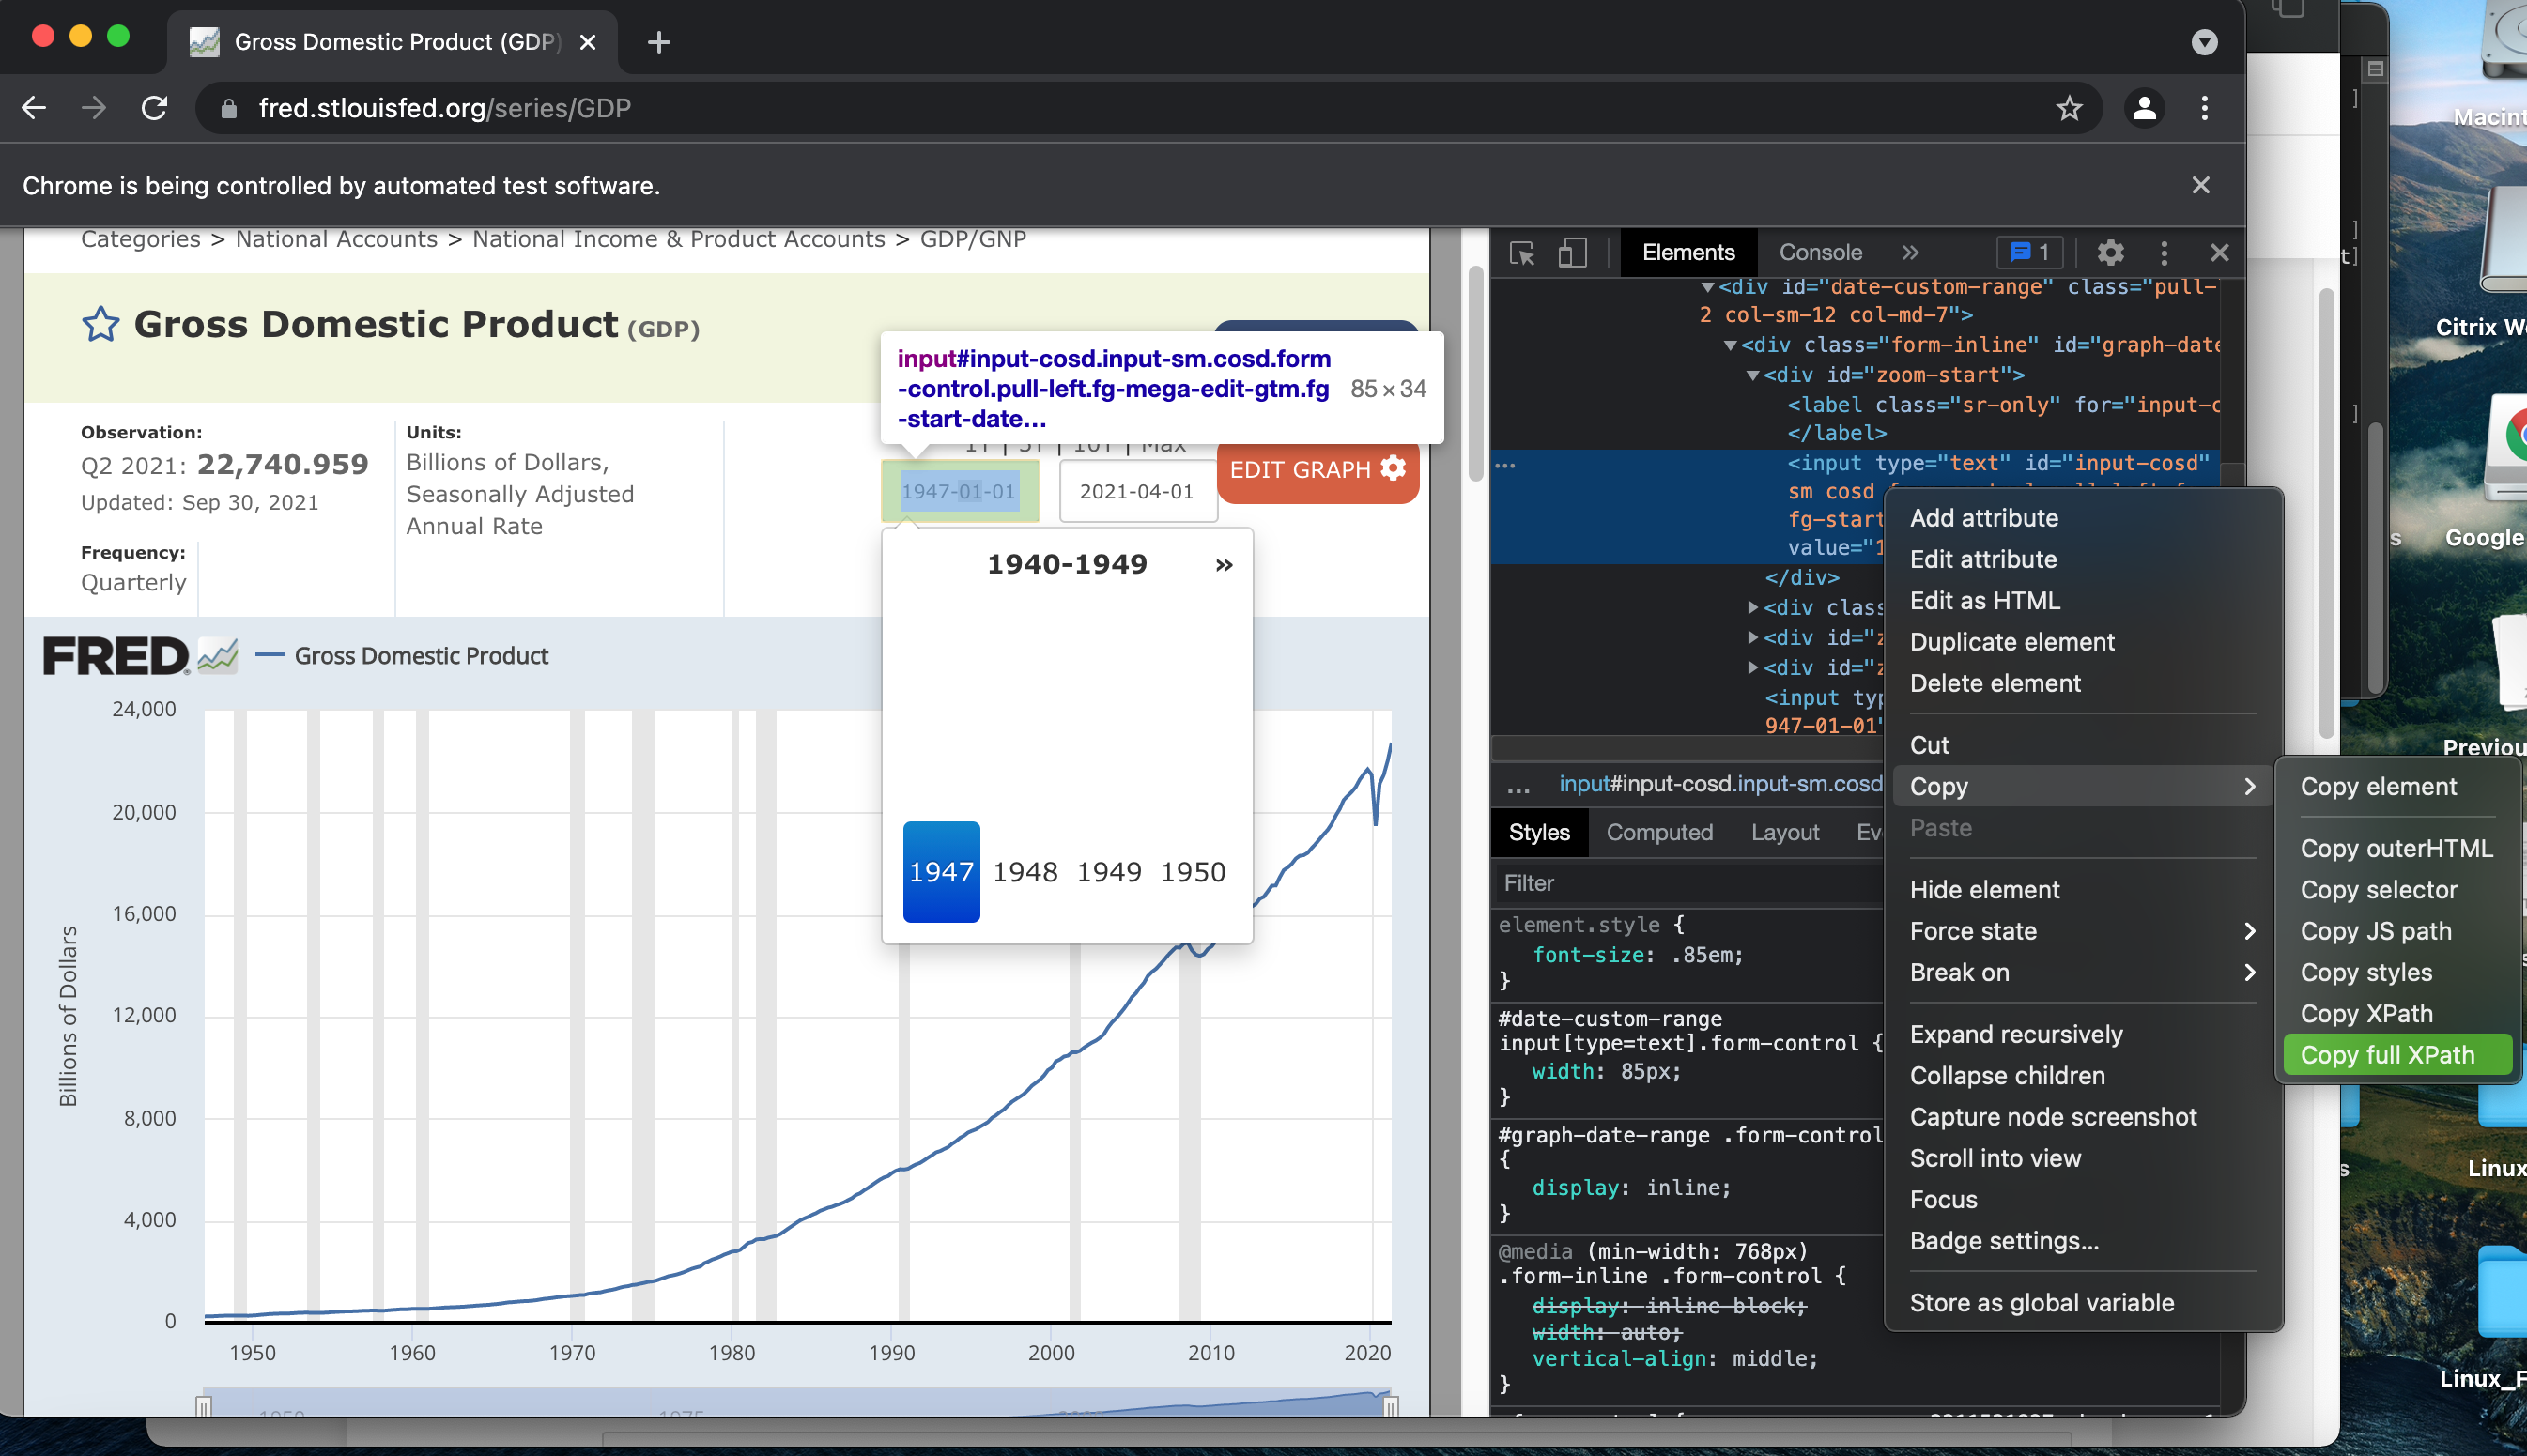 Gross Domestic Product (GDP)
fred.stlouisfed.org/series/GDP
Chrome is being controlled by automated test software.
Categories > National Accounts > National Income & Product Accounts > GDP/GNP
Gross Domestic Product (GDP)
input#input-cosd.input-sm.cosd.form
-control.pull-left.fg-mega-edit-gtm.fg
-start-date...
85 × 34
Observation:
Q2 2021: 22,740.959
Updated: Sep 30, 2021
Units:
Billions of Dollars,
Seasonally Adjusted
Annual Rate
Frequency:
Quarterly
1Y | 5Y | 10Y | Max
1947-01-01
2021-04-01
EDIT GRAPH
1940-1949 »
1947 1948 1949 1950
FRED
Gross Domestic Product
24,000
20,000
16,000
12,000
8,000
4,000
0
Billions of Dollars
1950 1960 1970 1980 1990 2000 2010 2020
Elements Console » 1
<div id="date-custom-range" class="pull-
2 col-sm-12 col-md-7">
<div class="form-inline" id="graph-date
<div id="zoom-start">
<label class="sr-only" for="input-c
</label>
<input type="text" id="input-cosd"
sm cosd
fg-start
value="1
</div>
<div clas
<div id="z
<div id="z
<input typ
947-01-01"
... input#input-cosd.input-sm.cosd
Styles Computed Layout Ev
Filter
element.style {
font-size: .85em;
}
#date-custom-range
input[type=text].form-control {
width: 85px;
}
#graph-date-range .form-control
{
display: inline;
}
@media (min-width: 768px)
.form-inline .form-control {
display: inline-block;
width: auto;
vertical-align: middle;
}
Add attribute
Edit attribute
Edit as HTML
Duplicate element
Delete element
Cut
Copy
Paste
Hide element
Force state
Break on
Expand recursively
Collapse children
Capture node screenshot
Scroll into view
Focus
Badge settings...
Store as global variable
Copy element
Copy outerHTML
Copy selector
Copy JS path
Copy styles
Copy XPath
Copy full XPath
Macint
Citrix W
Google
Previou
Linux
Linux_F